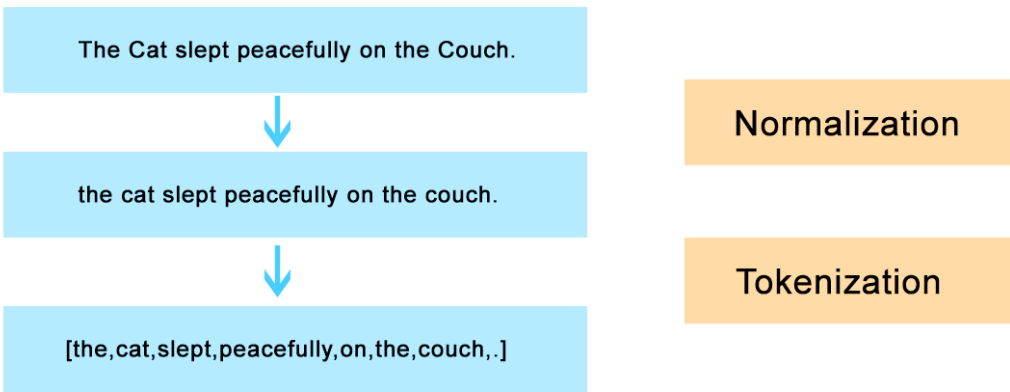 The Cat slept peacefully on the Couch.
Normalization
the cat slept peacefully on the couch.
Tokenization
[the,cat,slept,peacefully,on,the,couch,.]